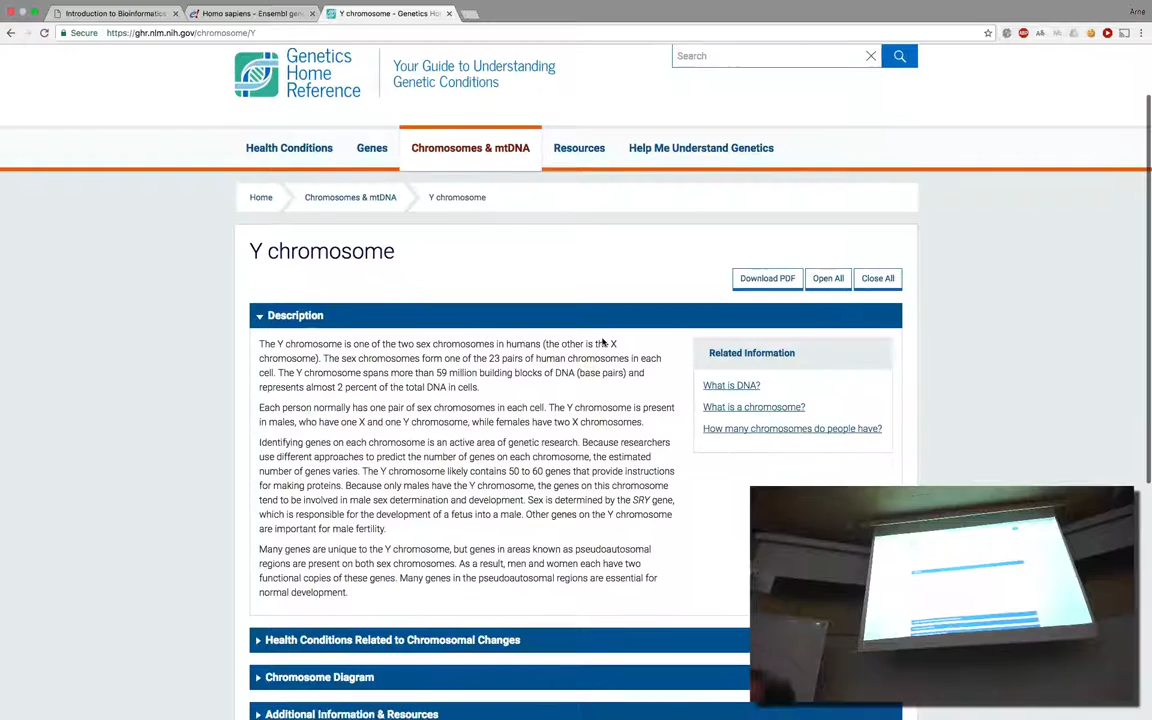 Introduction to Bioinformatics
Homo sapiens - Ensembl gen
Y chromosome - Genetics Ho
Arne
Secure
https://ghr.nlm.nih.gov/chromosome/Y
Genetics
Home
Reference
Your Guide to Understanding
Genetic Conditions
Search
Health Conditions
Genes
Chromosomes & mtDNA
Resources
Help Me Understand Genetics
Home
Chromosomes & mtDNA
Y chromosome
Y chromosome
Download PDF
Open All
Close All
Description
The Y chromosome is one of the two sex chromosomes in humans (the other is the X
chromosome). The sex chromosomes form one of the 23 pairs of human chromosomes in each
cell. The Y chromosome spans more than 59 million building blocks of DNA (base pairs) and
represents almost 2 percent of the total DNA in cells.
Each person normally has one pair of sex chromosomes in each cell. The Y chromosome is present
in males, who have one X and one Y chromosome, while females have two X chromosomes.
Identifying genes on each chromosome is an active area of genetic research. Because researchers
use different approaches to predict the number of genes on each chromosome, the estimated
number of genes varies. The Y chromosome likely contains 50 to 60 genes that provide instructions
for making proteins. Because only males have the Y chromosome, the genes on this chromosome
tend to be involved in male sex determination and development. Sex is determined by the SRY gene,
which is responsible for the development of a fetus into a male. Other genes on the Y chromosome
are important for male fertility.
Many genes are unique to the Y chromosome, but genes in areas known as pseudoautosomal
regions are present on both sex chromosomes. As a result, men and women each have two
functional copies of these genes. Many genes in the pseudoautosomal regions are essential for
normal development.
Related Information
What is DNA?
What is a chromosome?
How many chromosomes do people have?
Health Conditions Related to Chromosomal Changes
Chromosome Diagram
Additional Information & Resources